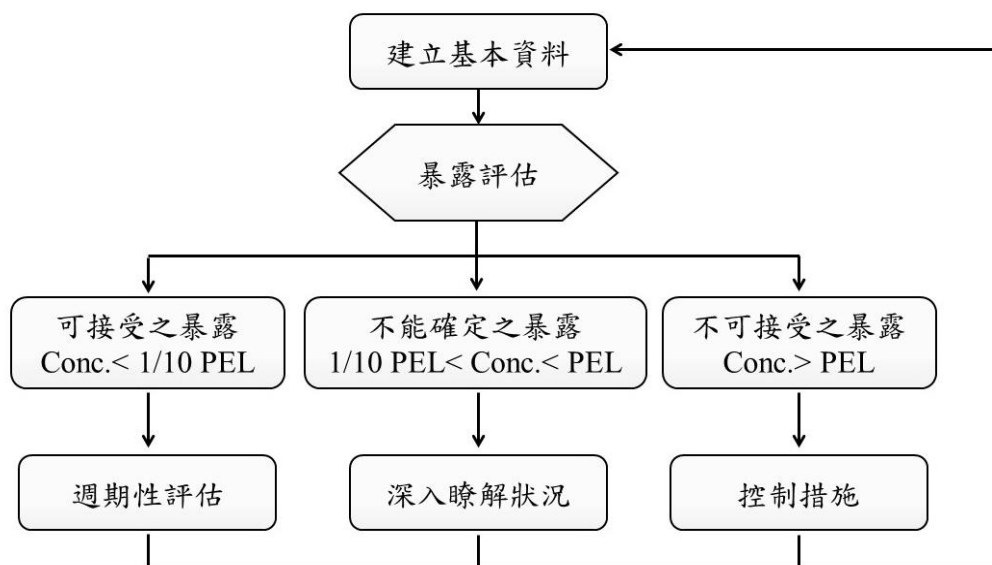 建立基本資料
暴露評估
可接受之暴露
Conc.< 1/10 PEL
不能確定之暴露
1/10 PEL< Conc.< PEL
不可接受之暴露
Conc.> PEL
週期性評估
深入瞭解狀況
控制措施